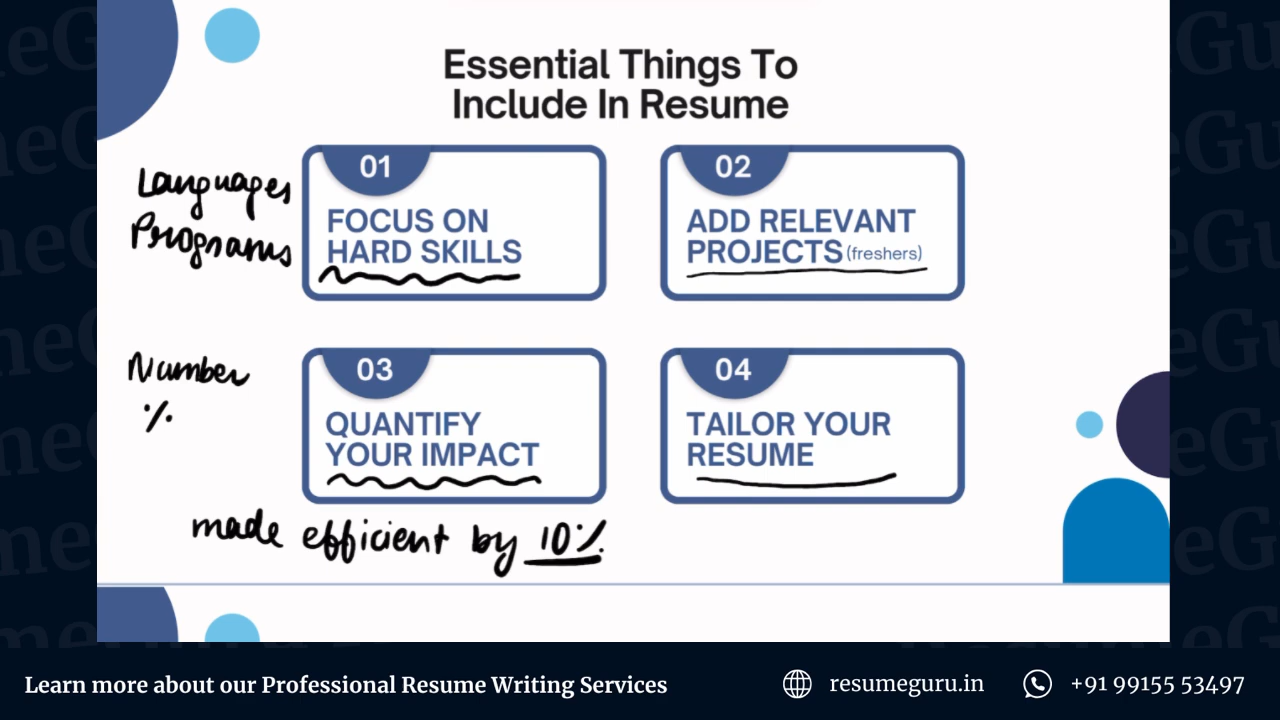 Essential Things To
Include In Resume
Languages
Programs
01
FOCUS ON
HARD SKILLS
02
ADD RELEVANT
PROJECTS (freshers)
Number
%
03
QUANTIFY
YOUR IMPACT
04
TAILOR YOUR
RESUME
made efficient by 10%.
Learn more about our Professional Resume Writing Services
resumeguru.in
+91 99155 53497